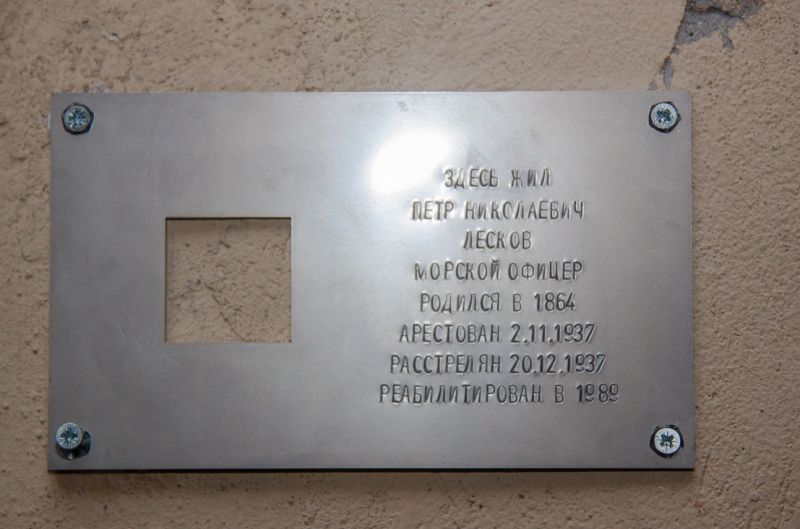 ЗДЕСЬ ЖИЛ
ПЕТР НИКОЛАЕВИЧ
ЛЕСКОВ
МОРСКОЙ ОФИЦЕР
РОДИЛСЯ В 1864
АРЕСТОВАН 2.11.1937
РАССТРЕЛЯН 20.12.1937
РЕАБИЛИТИРОВАН В 1989